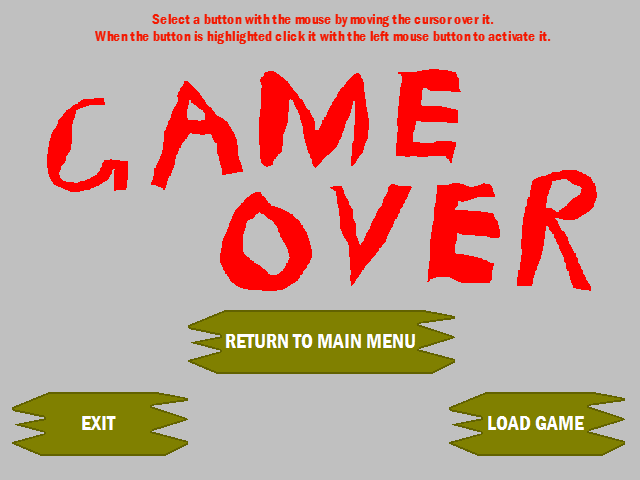 Select a button with the mouse by moving the cursor over it.
When the button is highlighted click it with the left mouse button to activate it.
GAME
OVER
RETURN TO MAIN MENU
EXIT
LOAD GAME